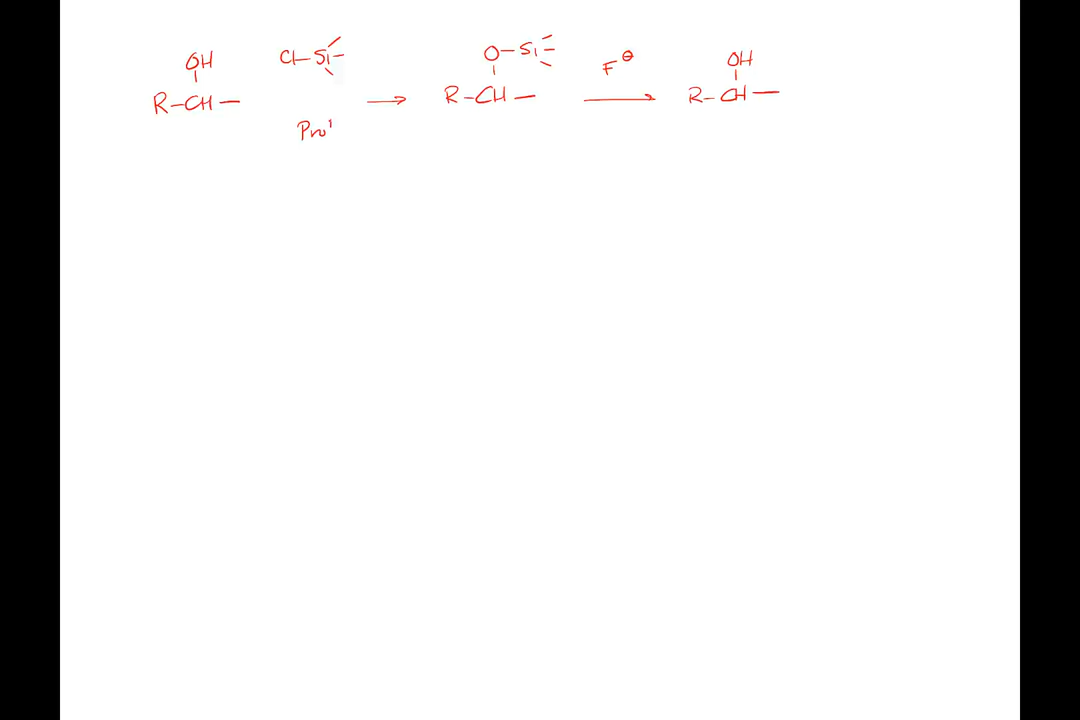 OH Cl-Si O-Si F⊖ OH
R-CH- → R-CH- → R-CH-
Pro'